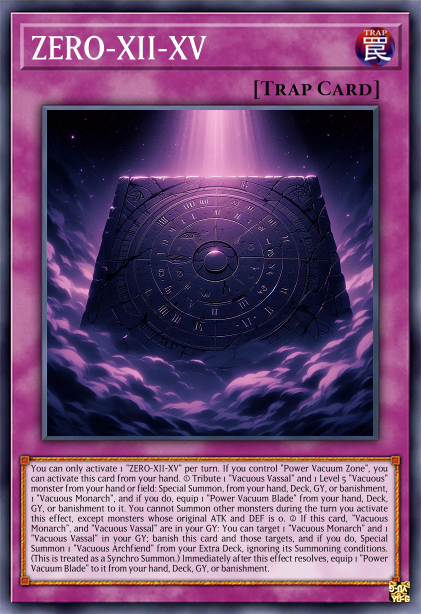 ZERO-XII-XV
TRAP
罠
[TRAP CARD]
You can only activate 1 "ZERO-XII-XV" per turn. If you control "Power Vacuum Zone", you
can activate this card from your hand. ① Tribute 1 "Vacuous Vassal" and 1 Level 5 "Vacuous"
monster from your hand or field: Special Summon, from your hand, Deck, GY, or banishment,
1 "Vacuous Monarch", and if you do, equip 1 "Power Vacuum Blade" from your hand, Deck,
GY, or banishment to it. You cannot Summon other monsters during the turn you activate
this effect, except monsters whose original ATK and DEF is 0. ② If this card, "Vacuous
Monarch", and "Vacuous Vassal" are in your GY: You can target 1 "Vacuous Monarch" and 1
"Vacuous Vassal" in your GY; banish this card and those targets, and if you do, Special
Summon 1 "Vacuous Archfiend" from your Extra Deck, ignoring its Summoning conditions.
(This is treated as a Synchro Summon.) Immediately after this effect resolves, equip 1 "Power
Vacuum Blade" to it from your hand, Deck, GY, or banishment.